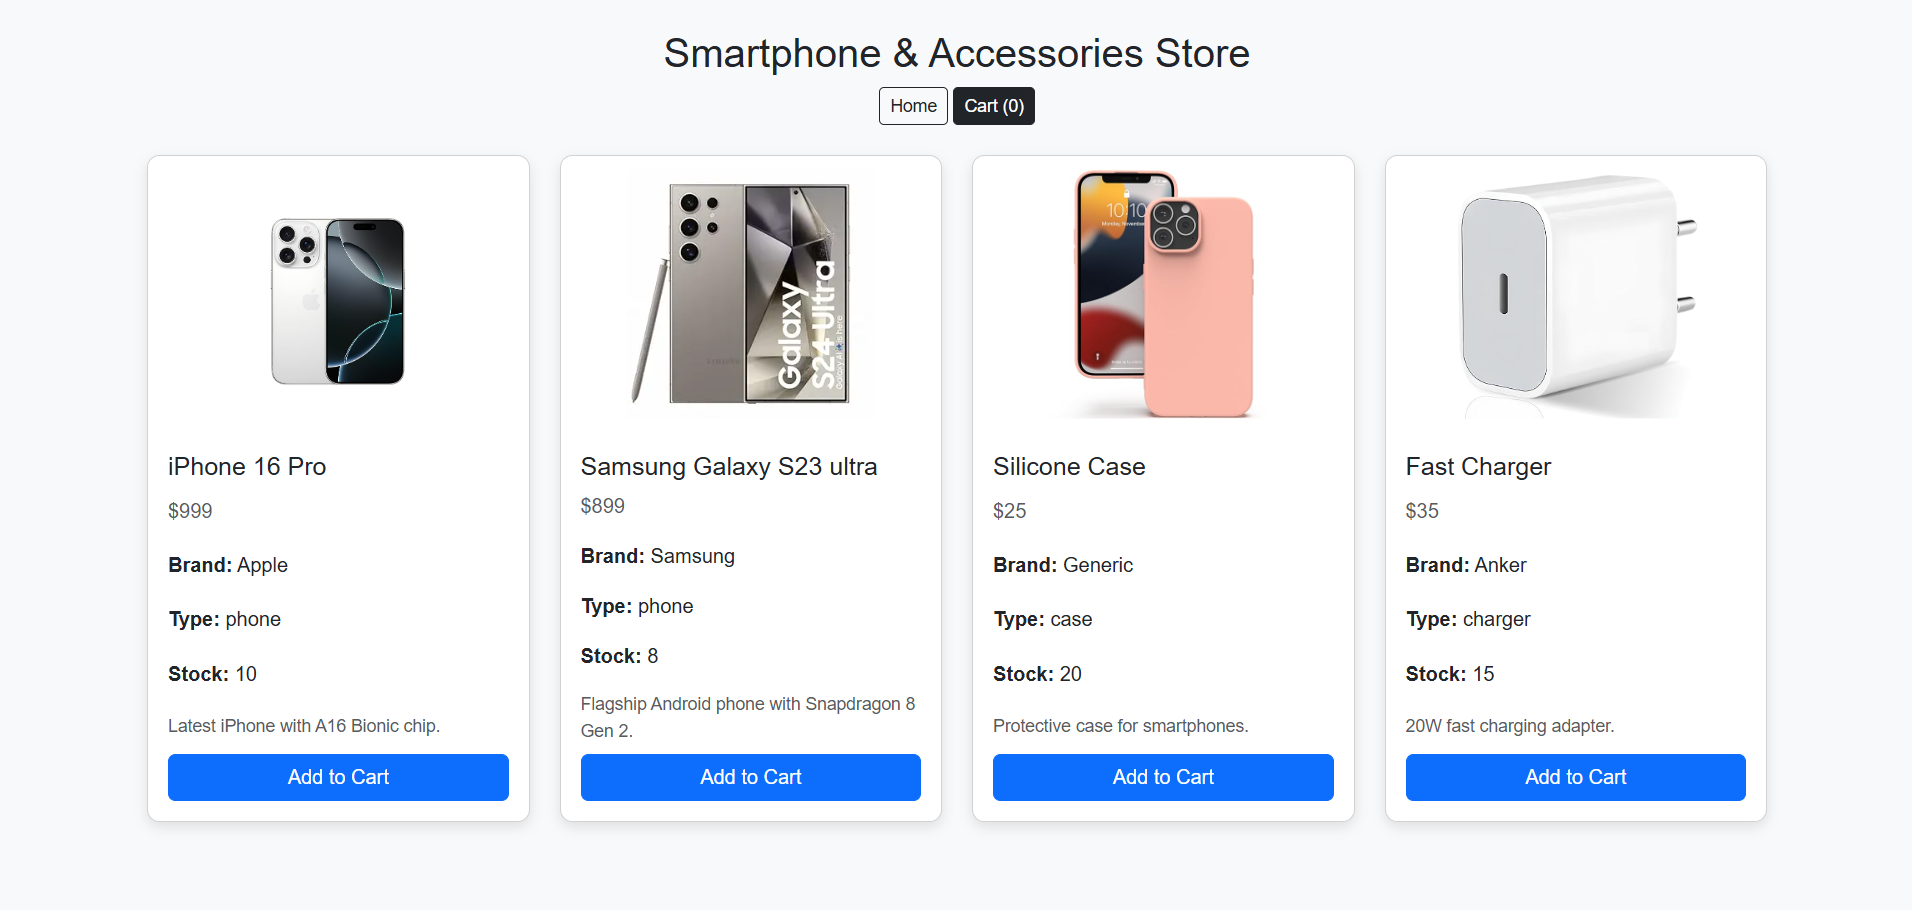 Smartphone & Accessories Store
Home
Cart (0)
Galaxy
S24 Ultra
10:10
iPhone 16 Pro
$999
Brand: Apple
Type: phone
Stock: 10
Latest iPhone with A16 Bionic chip.
Add to Cart
Samsung Galaxy S23 ultra
$899
Brand: Samsung
Type: phone
Stock: 8
Flagship Android phone with Snapdragon 8
Gen 2.
Add to Cart
Silicone Case
$25
Brand: Generic
Type: case
Stock: 20
Protective case for smartphones.
Add to Cart
Fast Charger
$35
Brand: Anker
Type: charger
Stock: 15
20W fast charging adapter.
Add to Cart